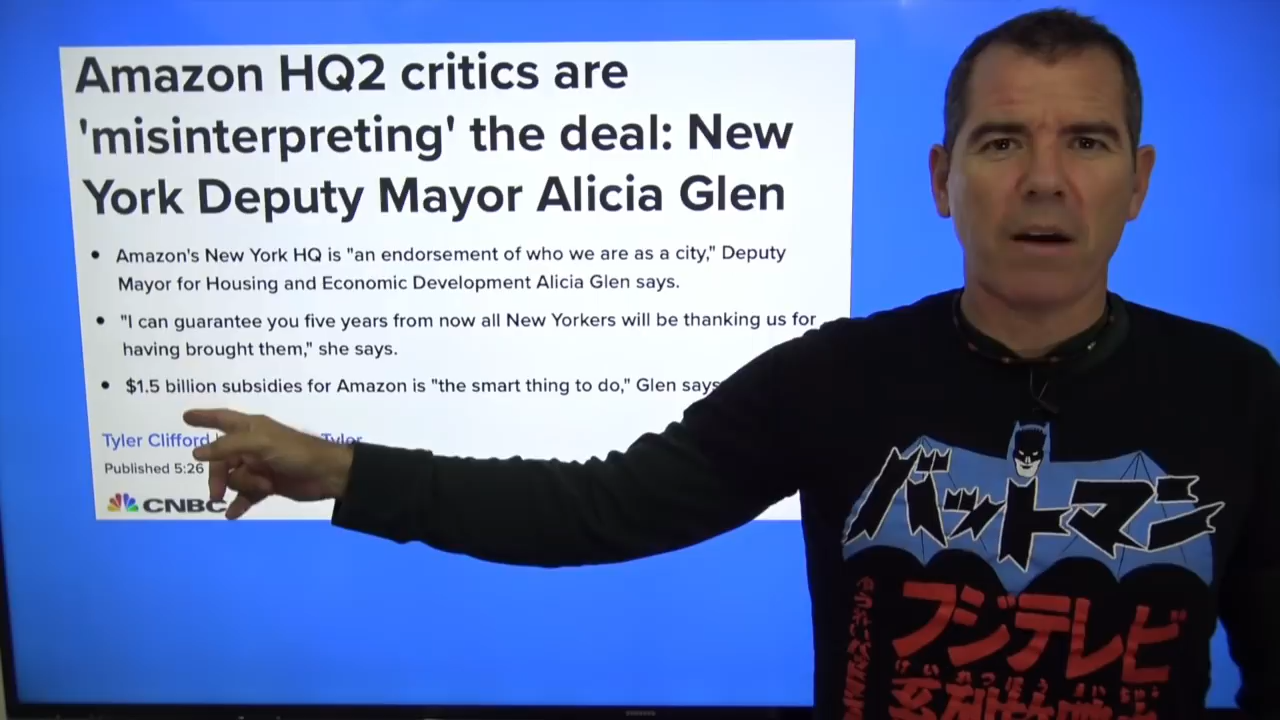 Amazon HQ2 critics are
'misinterpreting' the deal: New
York Deputy Mayor Alicia Glen
• Amazon's New York HQ is "an endorsement of who we are as a city," Deputy
Mayor for Housing and Economic Development Alicia Glen says.
• "I can guarantee you five years from now all New Yorkers will be thanking us for
having brought them," she says.
• $1.5 billion subsidies for Amazon is "the smart thing to do," Glen says
Tyler Clifford Tyler
Published 5:26
CNBC
バットマン
フジテレビ